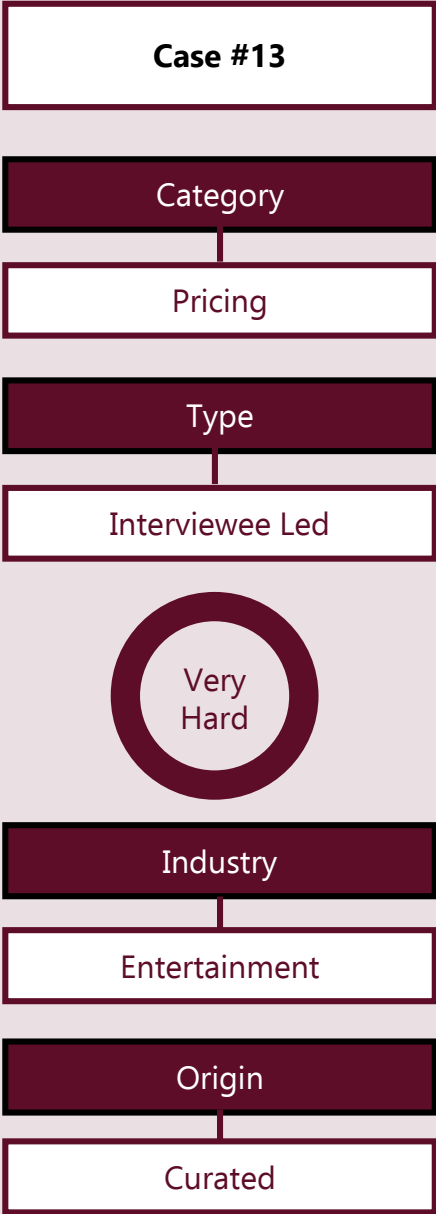 Case #13
Category
Pricing
Type
Interviewee Led
Very
Hard
Industry
Entertainment
Origin
Curated